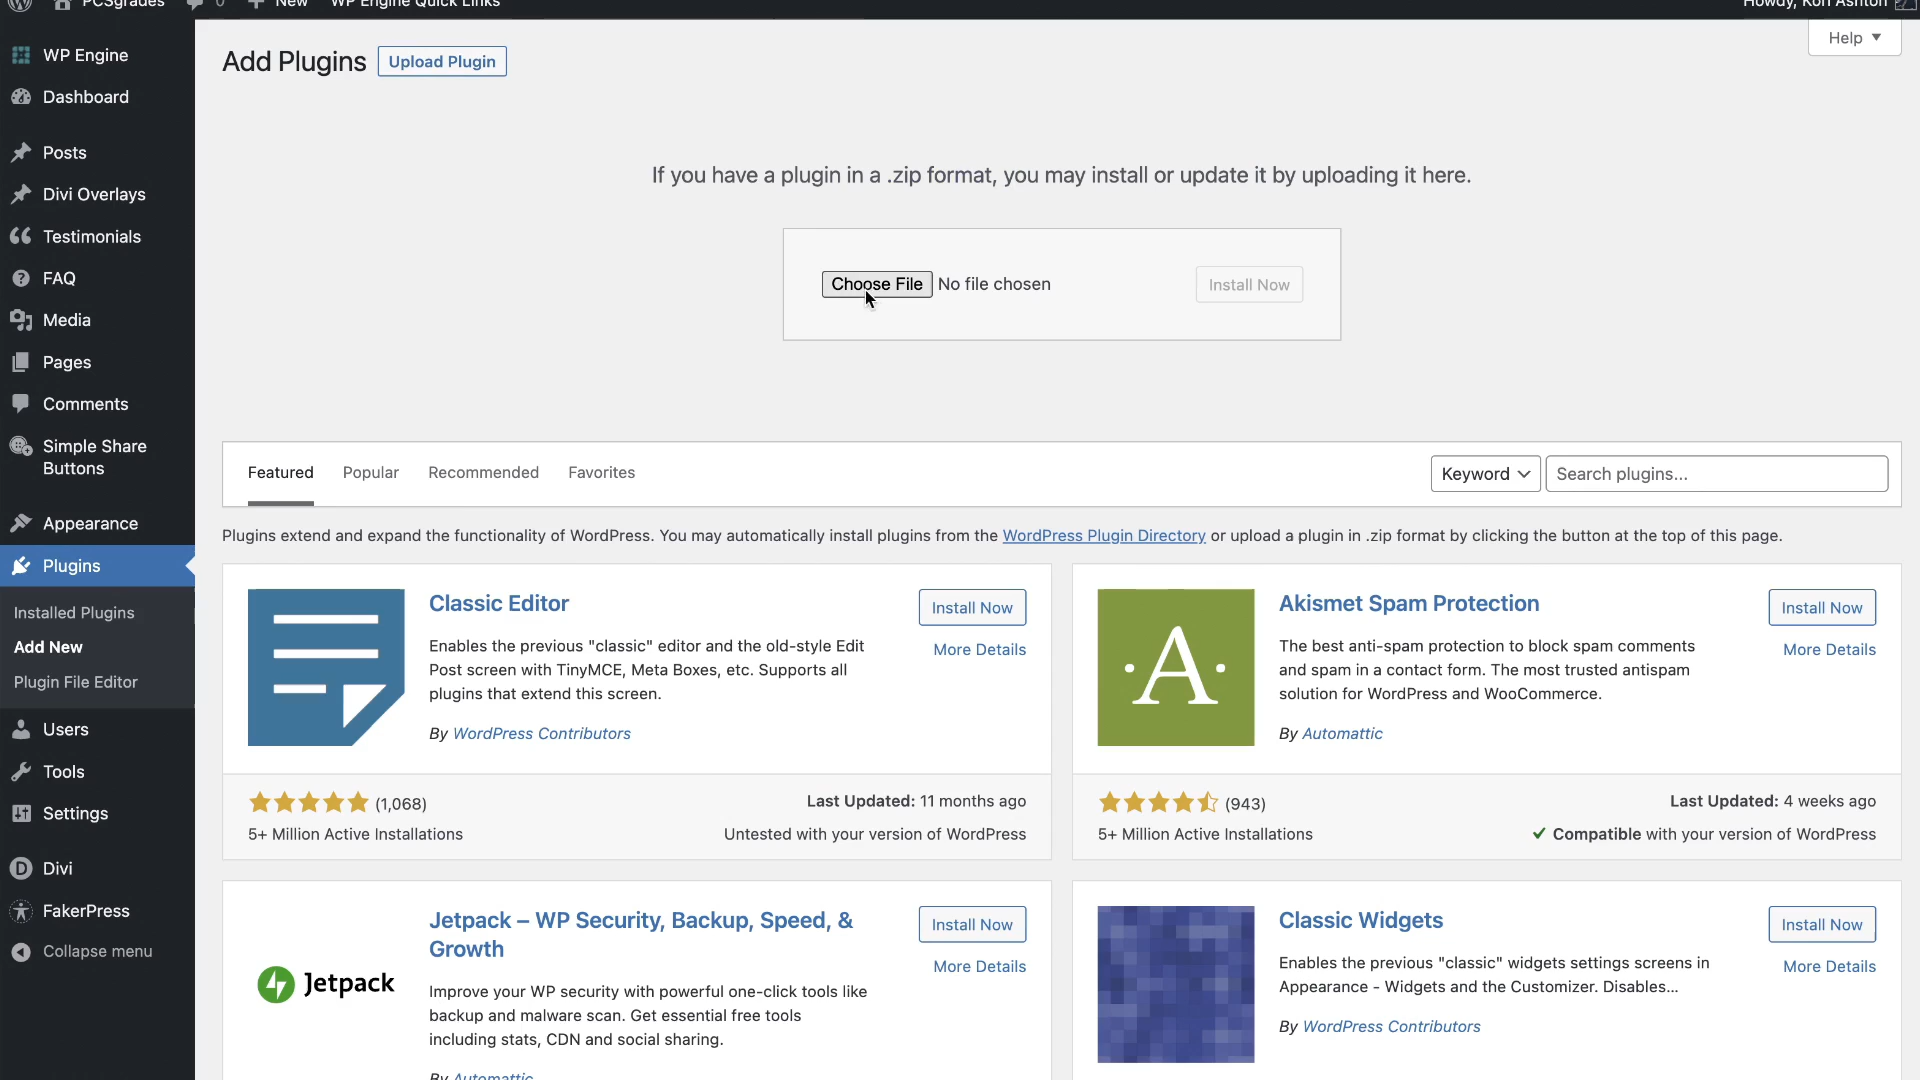 PCSgrades 0 New WP Engine Quick Links Howdy, Kori Ashton
Help
WP Engine
Dashboard
Posts
Divi Overlays
Testimonials
FAQ
Media
Pages
Comments
Simple Share
Buttons
Appearance
Plugins
Installed Plugins
Add New
Plugin File Editor
Users
Tools
Settings
Divi
FakerPress
Collapse menu
Add Plugins Upload Plugin
If you have a plugin in a .zip format, you may install or update it by uploading it here.
Choose File No file chosen Install Now
Featured Popular Recommended Favorites Keyword Search plugins...
Plugins extend and expand the functionality of WordPress. You may automatically install plugins from the WordPress Plugin Directory or upload a plugin in .zip format by clicking the button at the top of this page.
Classic Editor
Install Now
More Details
Enables the previous "classic" editor and the old-style Edit
Post screen with TinyMCE, Meta Boxes, etc. Supports all
plugins that extend this screen.
By WordPress Contributors
(1,068)
Last Updated: 11 months ago
5+ Million Active Installations
Untested with your version of WordPress
A
Akismet Spam Protection
Install Now
More Details
The best anti-spam protection to block spam comments
and spam in a contact form. The most trusted antispam
solution for WordPress and WooCommerce.
By Automattic
(943)
Last Updated: 4 weeks ago
5+ Million Active Installations
Compatible with your version of WordPress
Jetpack
Jetpack – WP Security, Backup, Speed, &
Growth
Install Now
More Details
Improve your WP security with powerful one-click tools like
backup and malware scan. Get essential free tools
including stats, CDN and social sharing.
By Automattic
Classic Widgets
Install Now
More Details
Enables the previous "classic" widgets settings screens in
Appearance - Widgets and the Customizer. Disables...
By WordPress Contributors